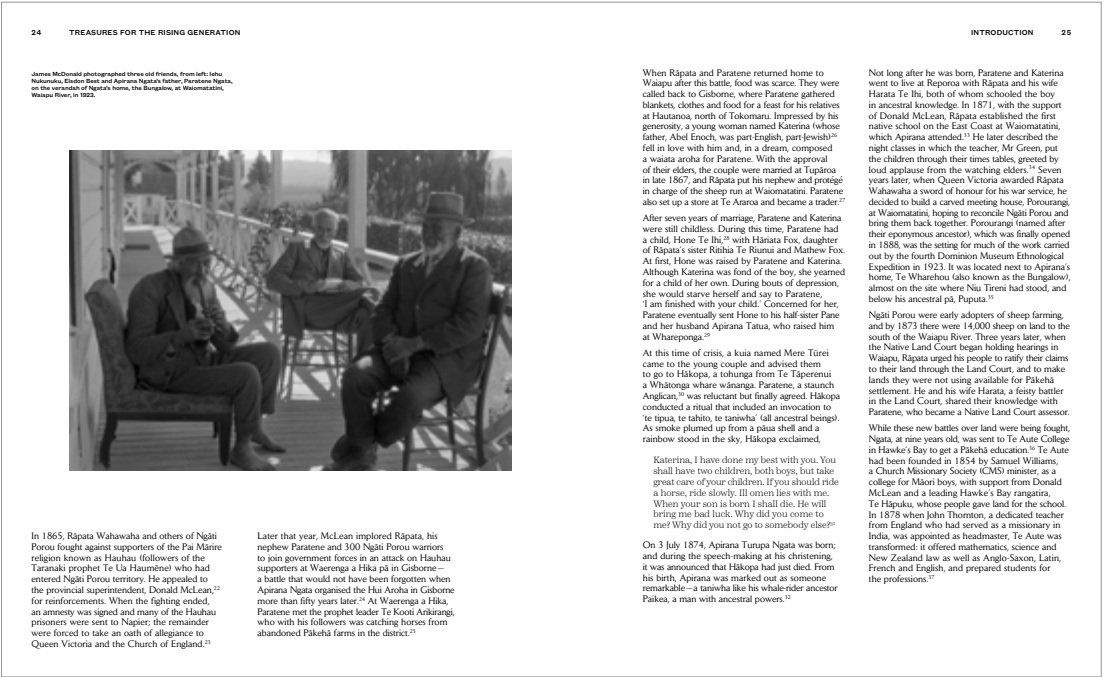 24 TREASURES FOR THE RISING GENERATION
James McDonald photographed three old friends, from left: Iehu
Nukunuku, Elsdon Best and Apirana Ngata's father, Paratene Ngata,
on the verandah of Ngata's home, the Bungalow, at Waiomatatini,
Waiapu River, in 1923.
In 1865, Rāpata Wahawaha and others of Ngāti
Porou fought against supporters of the Pai Mārire
religion known as Hauhau (followers of the
Taranaki prophet Te Ua Haumēne) who had
entered Ngāti Porou territory. He appealed to
the provincial superintendent, Donald McLean,22
for reinforcements. When the fighting ended,
an amnesty was signed and many of the Hauhau
prisoners were sent to Napier; the remainder
were forced to take an oath of allegiance to
Queen Victoria and the Church of England.23
Later that year, McLean implored Rāpata, his
nephew Paratene and 300 Ngāti Porou warriors
to join government forces in an attack on Hauhau
supporters at Waerenga a Hika pā in Gisborne—
a battle that would not have been forgotten when
Apirana Ngata organised the Hui Aroha in Gisborne
more than fifty years later.24 At Waerenga a Hika,
Paratene met the prophet leader Te Kooti Arikirangi,
who with his followers was catching horses from
abandoned Pākehā farms in the district.25
INTRODUCTION 25
When Rāpata and Paratene returned home to
Waiapu after this battle, food was scarce. They were
called back to Gisborne, where Paratene gathered
blankets, clothes and food for a feast for his relatives
at Hautanoa, north of Tokomaru. Impressed by his
generosity, a young woman named Katerina (whose
father, Abel Enoch, was part-English, part-Jewish)26
fell in love with him and, in a dream, composed
a waiata aroha for Paratene. With the approval
of their elders, the couple were married at Tupāroa
in late 1867, and Rāpata put his nephew and protégé
in charge of the sheep run at Waiomatatini. Paratene
also set up a store at Te Araroa and became a trader.27
After seven years of marriage, Paratene and Katerina
were still childless. During this time, Paratene had
a child, Hone Te Ihi,28 with Hāriata Fox, daughter
of Rāpata's sister Ritihia Te Riunui and Mathew Fox.
At first, Hone was raised by Paratene and Katerina.
Although Katerina was fond of the boy, she yearned
for a child of her own. During bouts of depression,
she would starve herself and say to Paratene,
'I am finished with your child.' Concerned for her,
Paratene eventually sent Hone to his half-sister Pane
and her husband Apirana Tatua, who raised him
at Whareponga.29
At this time of crisis, a kuia named Mere Tūrei
came to the young couple and advised them
to go to Hākopa, a tohunga from Te Tāperenui
a Whātonga whare wānanga. Paratene, a staunch
Anglican,30 was reluctant but finally agreed. Hākopa
conducted a ritual that included an invocation to
'te tipua, te tahito, te taniwha' (all ancestral beings).
As smoke plumed up from a pāua shell and a
rainbow stood in the sky, Hākopa exclaimed,
Katerina, I have done my best with you. You
shall have two children, both boys, but take
great care of your children. If you should ride
a horse, ride slowly. Ill omen lies with me.
When your son is born I shall die. He will
bring me bad luck. Why did you come to
me? Why did you not go to somebody else?31
On 3 July 1874, Apirana Turupa Ngata was born;
and during the speech-making at his christening,
it was announced that Hākopa had just died. From
his birth, Apirana was marked out as someone
remarkable—a taniwha like his whale-rider ancestor
Paikea, a man with ancestral powers.32
Not long after he was born, Paratene and Katerina
went to live at Reporoa with Rāpata and his wife
Harata Te Ihi, both of whom schooled the boy
in ancestral knowledge. In 1871, with the support
of Donald McLean, Rāpata established the first
native school on the East Coast at Waiomatatini,
which Apirana attended.33 He later described the
night classes in which the teacher, Mr Green, put
the children through their times tables, greeted by
loud applause from the watching elders.34 Seven
years later, when Queen Victoria awarded Rāpata
Wahawaha a sword of honour for his war service, he
decided to build a carved meeting house, Porourangi,
at Waiomatatini, hoping to reconcile Ngāti Porou and
bring them back together. Porourangi (named after
their eponymous ancestor), which was finally opened
in 1888, was the setting for much of the work carried
out by the fourth Dominion Museum Ethnological
Expedition in 1923. It was located next to Apirana's
home, Te Wharehou (also known as the Bungalow),
almost on the site where Niu Tireni had stood, and
below his ancestral pā, Puputa.35
Ngāti Porou were early adopters of sheep farming,
and by 1873 there were 14,000 sheep on land to the
south of the Waiapu River. Three years later, when
the Native Land Court began holding hearings in
Waiapu, Rāpata urged his people to ratify their claims
to their land through the Land Court, and to make
lands they were not using available for Pākehā
settlement. He and his wife Harata, a feisty battler
in the Land Court, shared their knowledge with
Paratene, who became a Native Land Court assessor.
While these new battles over land were being fought,
Ngata, at nine years old, was sent to Te Aute College
in Hawke's Bay to get a Pākehā education.36 Te Aute
had been founded in 1854 by Samuel Williams,
a Church Missionary Society (CMS) minister, as a
college for Māori boys, with support from Donald
McLean and a leading Hawke's Bay rangatira,
Te Hāpuku, whose people gave land for the school.
In 1878 when John Thornton, a dedicated teacher
from England who had served as a missionary in
India, was appointed as headmaster, Te Aute was
transformed: it offered mathematics, science and
New Zealand law as well as Anglo-Saxon, Latin,
French and English, and prepared students for
the professions.37